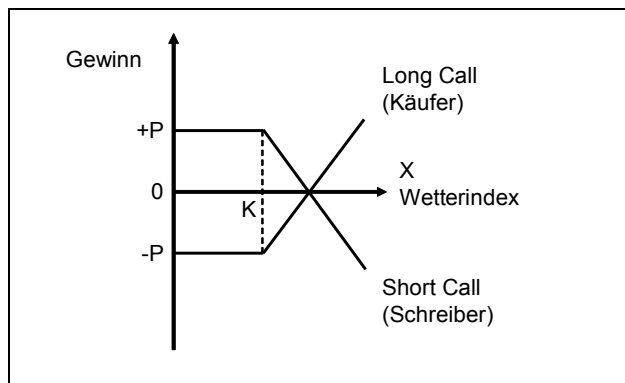 Gewinn
Long Call
(Käufer)
+P
X
0
Wetterindex
K
-P
Short Call
(Schreiber)